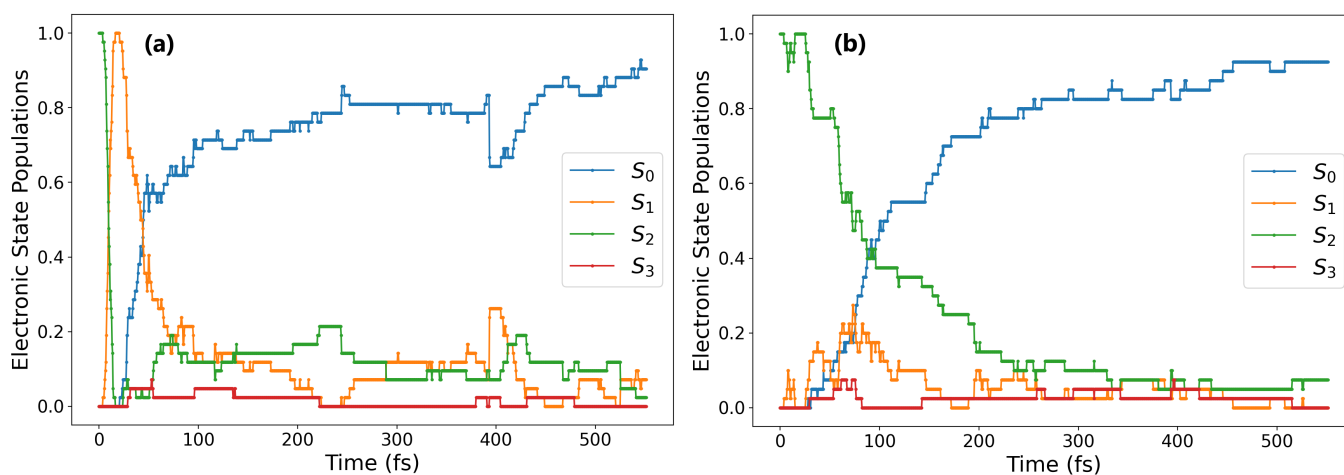 (a)
Electronic State Populations
1.0
0.8
0.6
0.4
0.2
0.0
S0
S1
S2
S3
0 100 200 300 400 500
Time (fs)
(b)
Electronic State Populations
1.0
0.8
0.6
0.4
0.2
0.0
S0
S1
S2
S3
0 100 200 300 400 500
Time (fs)